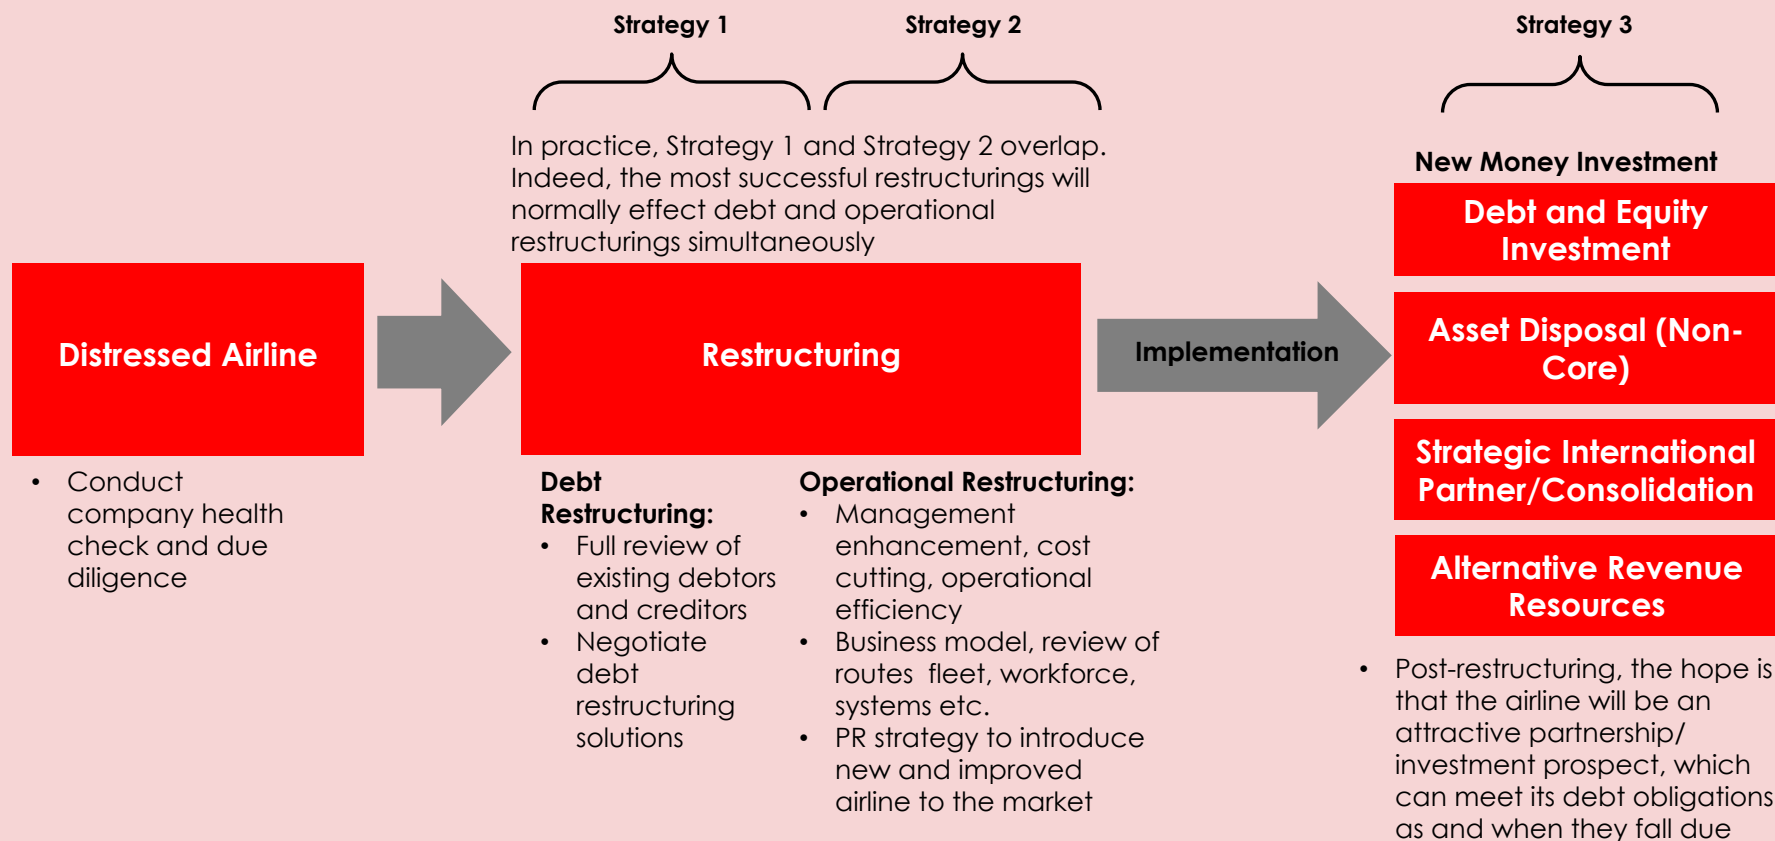 Strategy 1
Strategy 2
Strategy 3
In practice, Strategy 1 and Strategy 2 overlap.
Indeed, the most successful restructurings will
normally effect debt and operational
restructurings simultaneously
New Money Investment
Distressed Airline
Restructuring
Implementation
Debt and Equity
Investment
Asset Disposal (Non-
Core)
Strategic International
Partner/Consolidation
Alternative Revenue
Resources
• Conduct
company health
check and due
diligence
Debt
Restructuring:
• Full review of
existing debtors
and creditors
• Negotiate
debt
restructuring
solutions
Operational Restructuring:
• Management
enhancement, cost
cutting, operational
efficiency
• Business model, review of
routes  fleet, workforce,
systems etc.
• PR strategy to introduce
new and improved
airline to the market
• Post-restructuring, the hope is
that the airline will be an
attractive partnership/
investment prospect, which
can meet its debt obligations
as and when they fall due